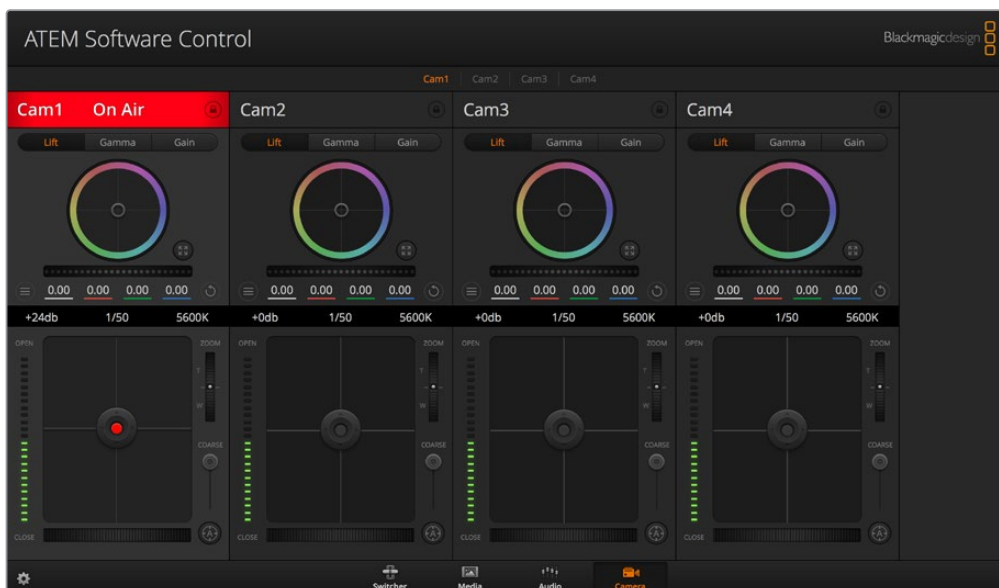 ATEM Software Control
Blackmagicdesign
Cam1 Cam2 Cam3 Cam4
Cam1 On Air Cam2 Cam3 Cam4
Lift Gamma Gain Lift Gamma Gain Lift Gamma Gain Lift Gamma Gain
0.00 0.00 0.00 0.00 0.00 0.00 0.00 0.00 0.00 0.00 0.00 0.00 0.00 0.00 0.00 0.00
+24db 1/50 5600K +0db 1/50 5600K +0db 1/50 5600K +0db 1/50 5600K
OPEN ZOOM OPEN ZOOM OPEN ZOOM OPEN ZOOM
T T T T
W W W W
COARSE COARSE COARSE COARSE
CLOSE A CLOSE A CLOSE A CLOSE A
Switcher Media Audio Camera